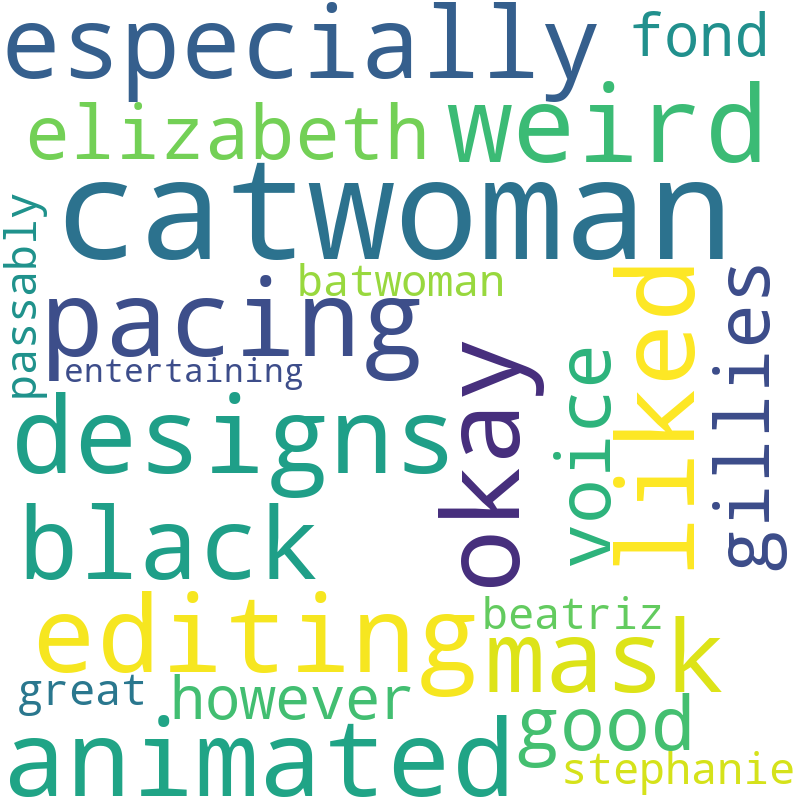 especially
fond
elizabeth
weird
catwoman
passably
batwoman
pacing
liked
gillies
entertaining
okay
voice
designs
black
editing
beatriz
mask
great
however
good
animated
stephanie